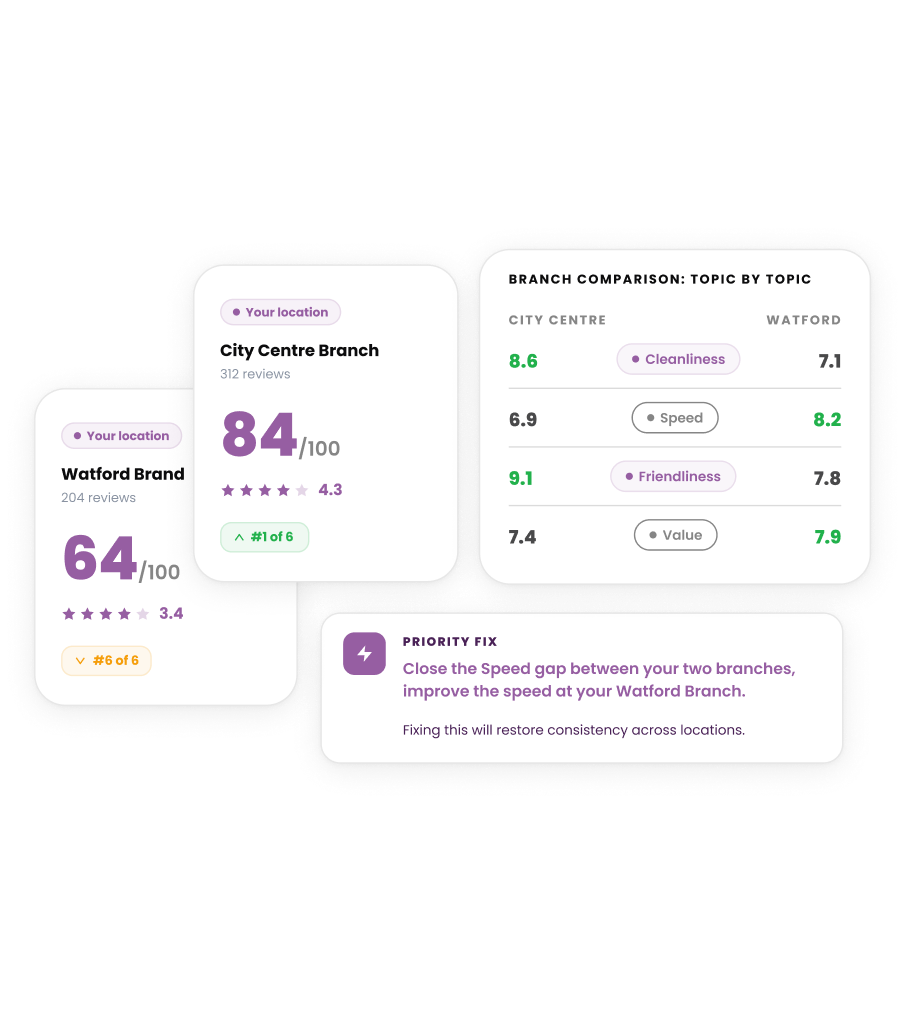 Your location
City Centre Branch
312 reviews
84/100
4.3
#1 of 6
Your location
Watford Brand
204 reviews
64/100
3.4
#6 of 6
BRANCH COMPARISON: TOPIC BY TOPIC
CITY CENTRE WATFORD
8.6 Cleanliness 7.1
6.9 Speed 8.2
9.1 Friendliness 7.8
7.4 Value 7.9
PRIORITY FIX
Close the Speed gap between your two branches,
improve the speed at your Watford Branch.
Fixing this will restore consistency across locations.